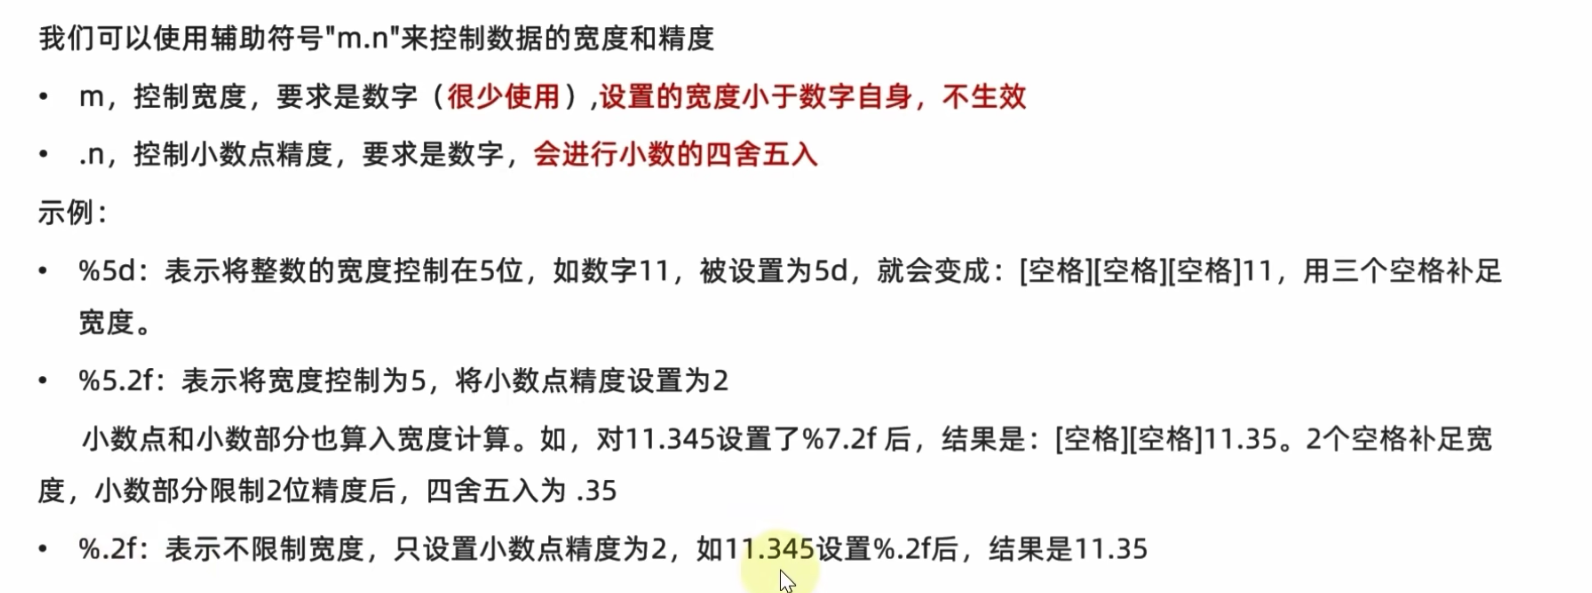 我们可以使用辅助符号"m.n"来控制数据的宽度和精度
• m，控制宽度，要求是数字（很少使用）,设置的宽度小于数字自身，不生效
• .n，控制小数点精度，要求是数字，会进行小数的四舍五入
示例：
• %5d：表示将整数的宽度控制在5位，如数字11，被设置为5d，就会变成：[空格][空格][空格]11，用三个空格补足
宽度。
• %5.2f：表示将宽度控制为5，将小数点精度设置为2
小数点和小数部分也算入宽度计算。如，对11.345设置了%7.2f 后，结果是：[空格][空格]11.35。2个空格补足宽
度，小数部分限制2位精度后，四舍五入为 .35
• %.2f：表示不限制宽度，只设置小数点精度为2，如11.345设置%.2f后，结果是11.35